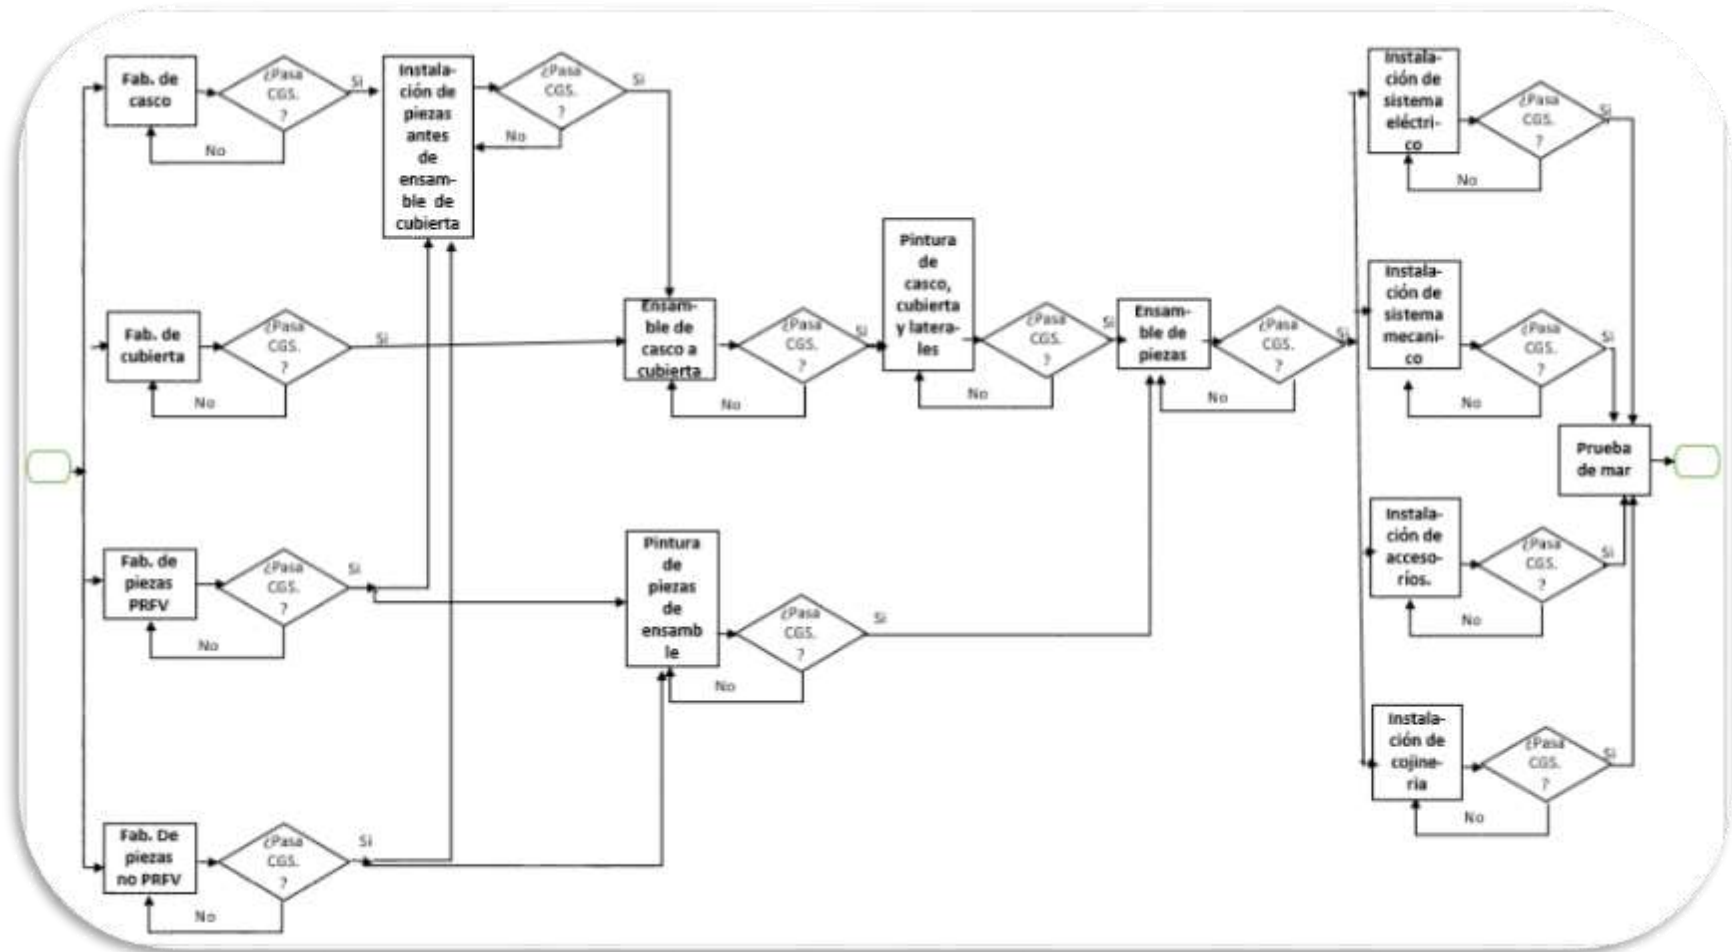 Fab. de
casco
¿Pasa
CGS.
?
Si
No
Instala-
ción de
piezas
antes
de
ensam-
ble de
cubierta
¿Pasa
CGS.
?
Si
No
Fab. de
cubierta
¿Pasa
CGS.
?
Si
No
Fab. de
piezas
PRFV
¿Pasa
CGS.
?
Si
No
Fab. De
piezas
no PRFV
¿Pasa
CGS.
?
Si
No
Ensam-
ble de
casco a
cubierta
¿Pasa
CGS.
?
Si
No
Pintura
de
piezas
de
ensamb
le
¿Pasa
CGS.
?
Si
No
Pintura
de
casco,
cubierta
y latera-
les
¿Pasa
CGS.
?
Si
No
Ensam-
ble de
piezas
¿Pasa
CGS.
?
Si
No
Instala-
ción de
sistema
eléctri-
co
¿Pasa
CGS.
?
Si
No
Instala-
ción de
sistema
mecani-
co
¿Pasa
CGS.
?
Si
No
Instala-
ción de
acceso-
ríos.
¿Pasa
CGS.
?
Si
No
Instala-
ción de
cojine-
ria
¿Pasa
CGS.
?
Si
No
Prueba
de mar